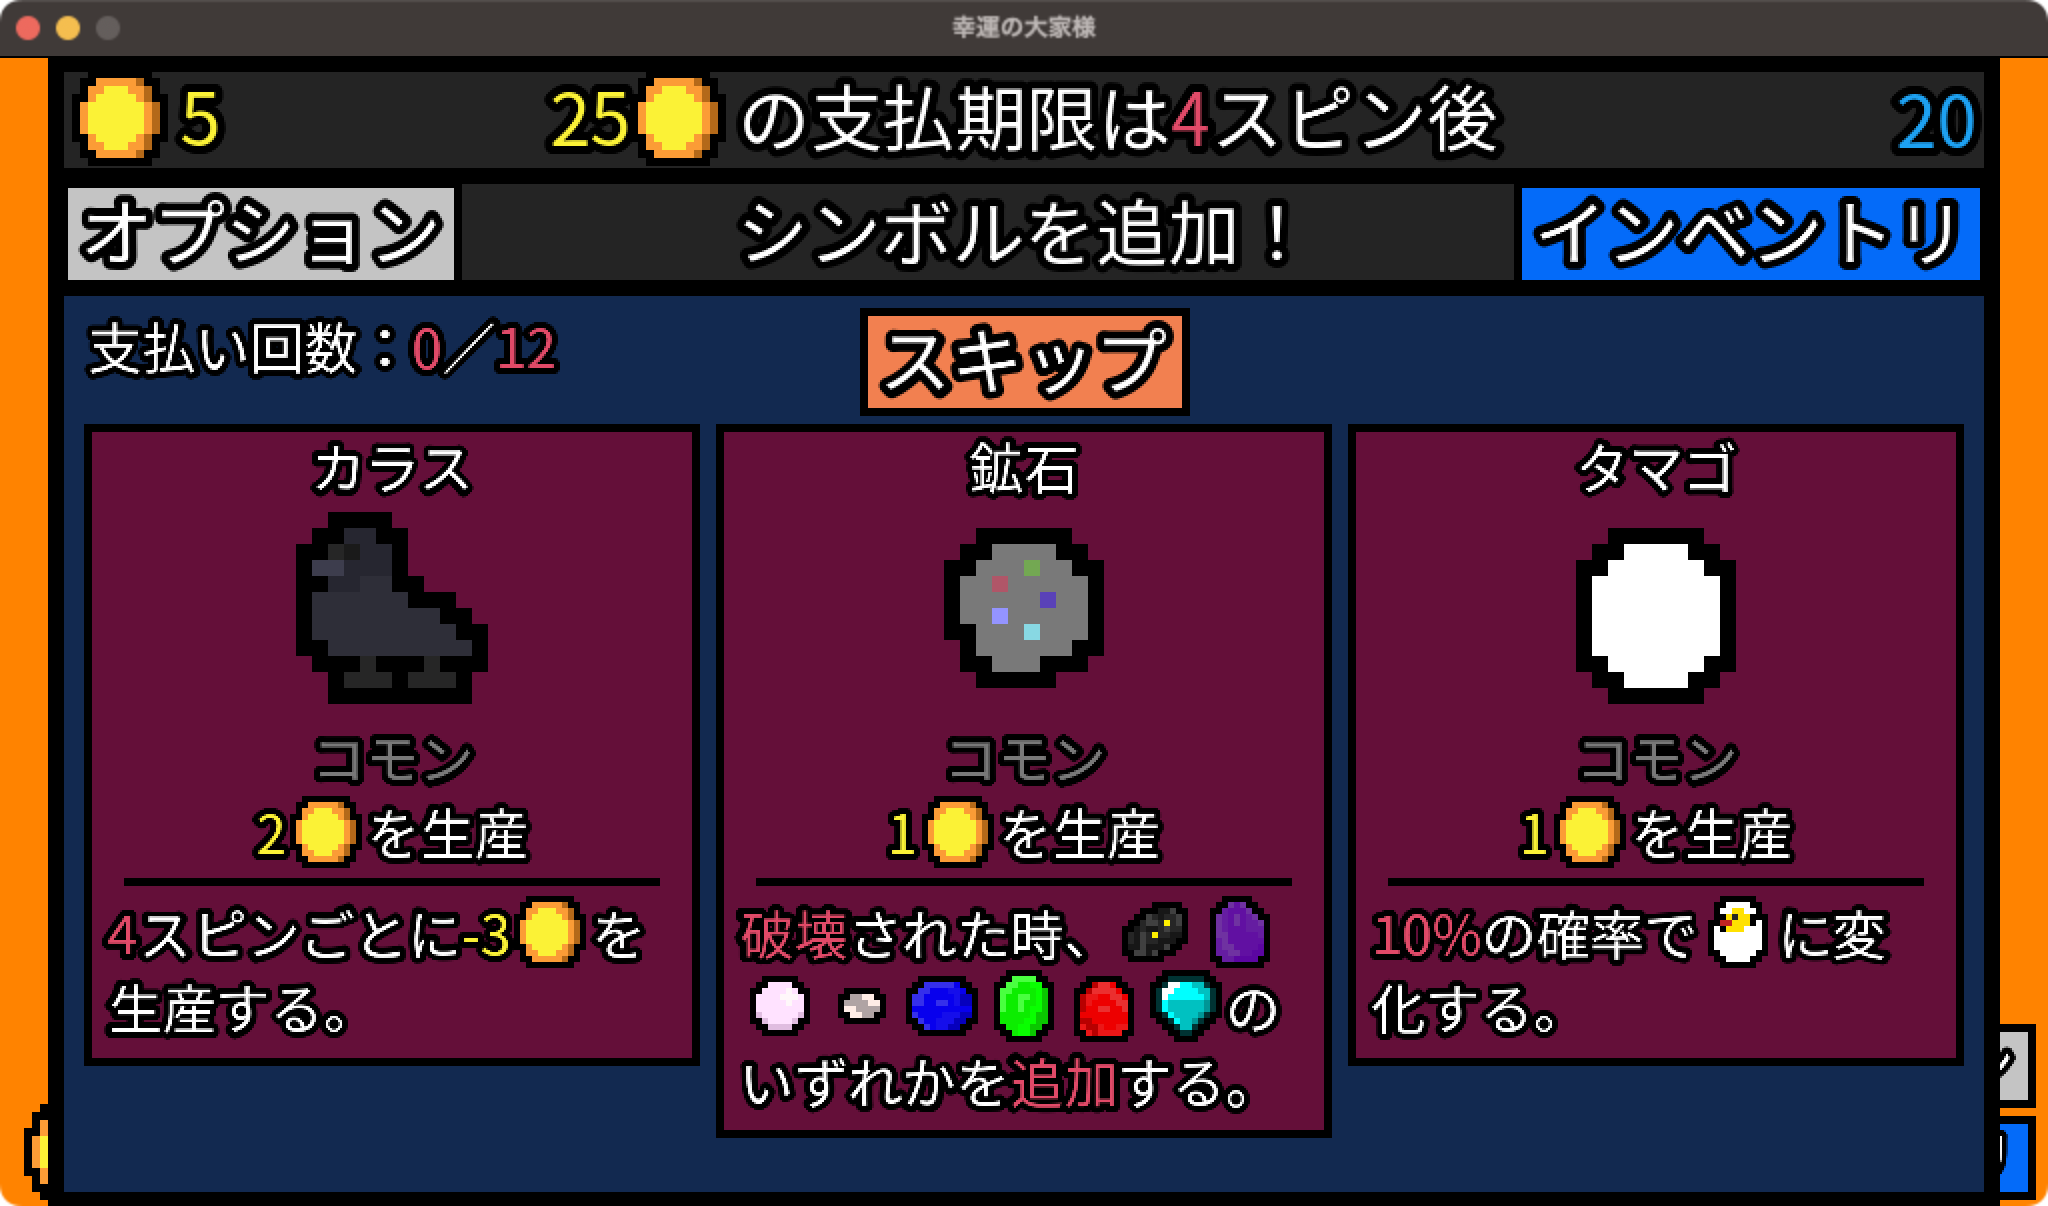 幸運の大家様
5
25の支払期限は4スピン後
20
オプション
シンボルを追加！
インベントリ
支払い回数：0／12
スキップ
カラス
コモン
2を生産
4スピンごとに-3を
生産する。
鉱石
コモン
1を生産
破壊された時、
の
いずれかを追加する。
タマゴ
コモン
1を生産
10%の確率でに変
化する。